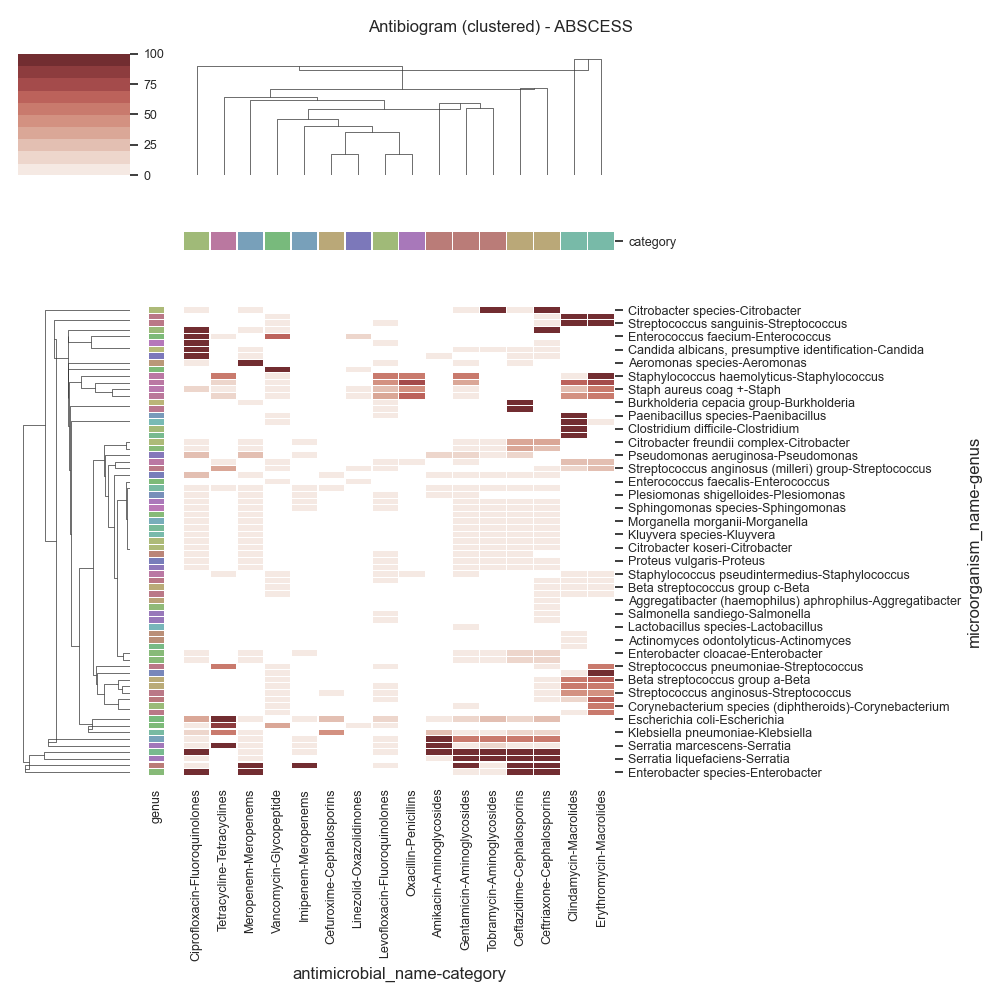 Antibiogram (clustered) - ABSCESS
100
75
50
25
0
category
Citrobacter species-Citrobacter
Streptococcus sanguinis-Streptococcus
Enterococcus faecium-Enterococcus
Candida albicans, presumptive identification-Candida
Aeromonas species-Aeromonas
Staphylococcus haemolyticus-Staphylococcus
Staph aureus coag +-Staph
Burkholderia cepacia group-Burkholderia
Paenibacillus species-Paenibacillus
Clostridium difficile-Clostridium
Citrobacter freundii complex-Citrobacter
Pseudomonas aeruginosa-Pseudomonas
Streptococcus anginosus (milleri) group-Streptococcus
Enterococcus faecalis-Enterococcus
Plesiomonas shigelloides-Plesiomonas
Sphingomonas species-Sphingomonas
Morganella morganii-Morganella
Kluyvera species-Kluyvera
Citrobacter koseri-Citrobacter
Proteus vulgaris-Proteus
Staphylococcus pseudintermedius-Staphylococcus
Beta streptococcus group c-Beta
Aggregatibacter (haemophilus) aphrophilus-Aggregatibacter
Salmonella sandiego-Salmonella
Lactobacillus species-Lactobacillus
Actinomyces odontolyticus-Actinomyces
Enterobacter cloacae-Enterobacter
Streptococcus pneumoniae-Streptococcus
Beta streptococcus group a-Beta
Streptococcus anginosus-Streptococcus
Corynebacterium species (diphtheroids)-Corynebacterium
Escherichia coli-Escherichia
Klebsiella pneumoniae-Klebsiella
Serratia marcescens-Serratia
Serratia liquefaciens-Serratia
Enterobacter species-Enterobacter
microorganism_name-genus
genus
Ciprofloxacin-Fluoroquinolones
Tetracycline-Tetracyclines
Meropenem-Meropenems
Vancomycin-Glycopeptide
Imipenem-Meropenems
Cefuroxime-Cephalosporins
Linezolid-Oxazolidinones
Levofloxacin-Fluoroquinolones
Oxacillin-Penicillins
Amikacin-Aminoglycosides
Gentamicin-Aminoglycosides
Tobramycin-Aminoglycosides
Ceftazidime-Cephalosporins
Ceftriaxone-Cephalosporins
Clindamycin-Macrolides
Erythromycin-Macrolides
antimicrobial_name-category